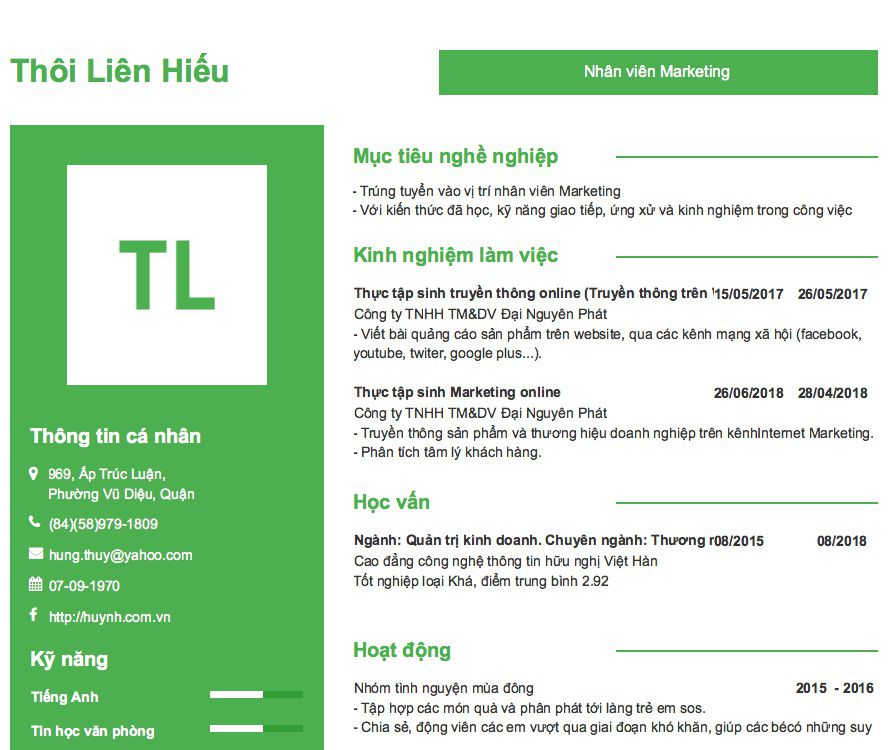 Thôi Liên Hiếu
Nhân viên Marketing
TL
Thông tin cá nhân
969, Ấp Trúc Luận,
Phường Vũ Diệu, Quận
(84)(58)979-1809
hung.thuy@yahoo.com
07-09-1970
http://huynh.com.vn
Kỹ năng
Tiếng Anh
Tin học văn phòng
Mục tiêu nghề nghiệp
- Trúng tuyển vào vị trí nhân viên Marketing
- Với kiến thức đã học, kỹ năng giao tiếp, ứng xử và kinh nghiệm trong công việc
Kinh nghiệm làm việc
Thực tập sinh truyền thông online (Truyền thông trên 15/05/2017 26/05/2017
Công ty TNHH TM&DV Đại Nguyên Phát
- Viết bài quảng cáo sản phẩm trên website, qua các kênh mạng xã hội (facebook,
youtube, twiter, google plus...).
Thực tập sinh Marketing online 26/06/2018 28/04/2018
Công ty TNHH TM&DV Đại Nguyên Phát
- Truyền thông sản phẩm và thương hiệu doanh nghiệp trên kênhInternet Marketing.
- Phân tích tâm lý khách hàng.
Học vấn
Ngành: Quản trị kinh doanh. Chuyên ngành: Thương 08/2015 08/2018
Cao đẳng công nghệ thông tin hữu nghị Việt Hàn
Tốt nghiệp loại Khá, điểm trung bình 2.92
Hoạt động
Nhóm tình nguyện mùa đông 2015 - 2016
- Tập hợp các món quà và phân phát tới làng trẻ em sos.
- Chia sẻ, động viên các em vượt qua giai đoạn khó khăn, giúp các bécó những suy